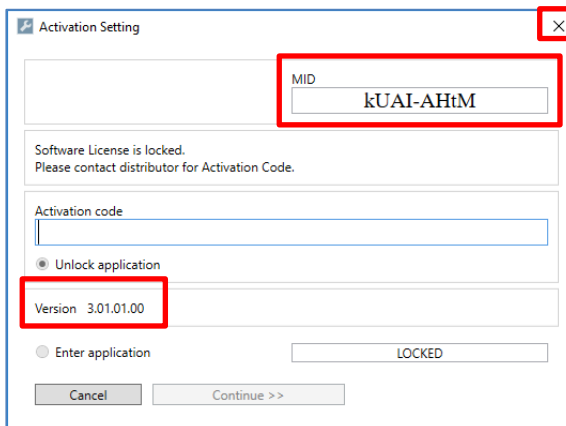 Activation Setting
MID
kUAI-AHtM
Software License is locked.
Please contact distributor for Activation Code.
Activation code
Unlock application
Version 3.01.01.00
Enter application
LOCKED
Cancel
Continue >>